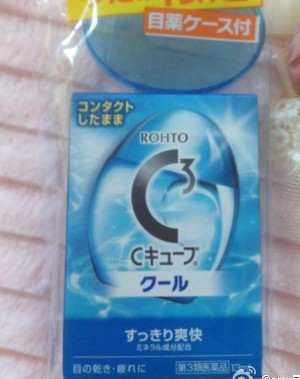 目薬ケース付
コンタクト
したまま
ROHTO
C3
Cキューブ
クール
すっきり爽快
ミネラル成分配合
目の乾き・疲れに
第3類医薬品